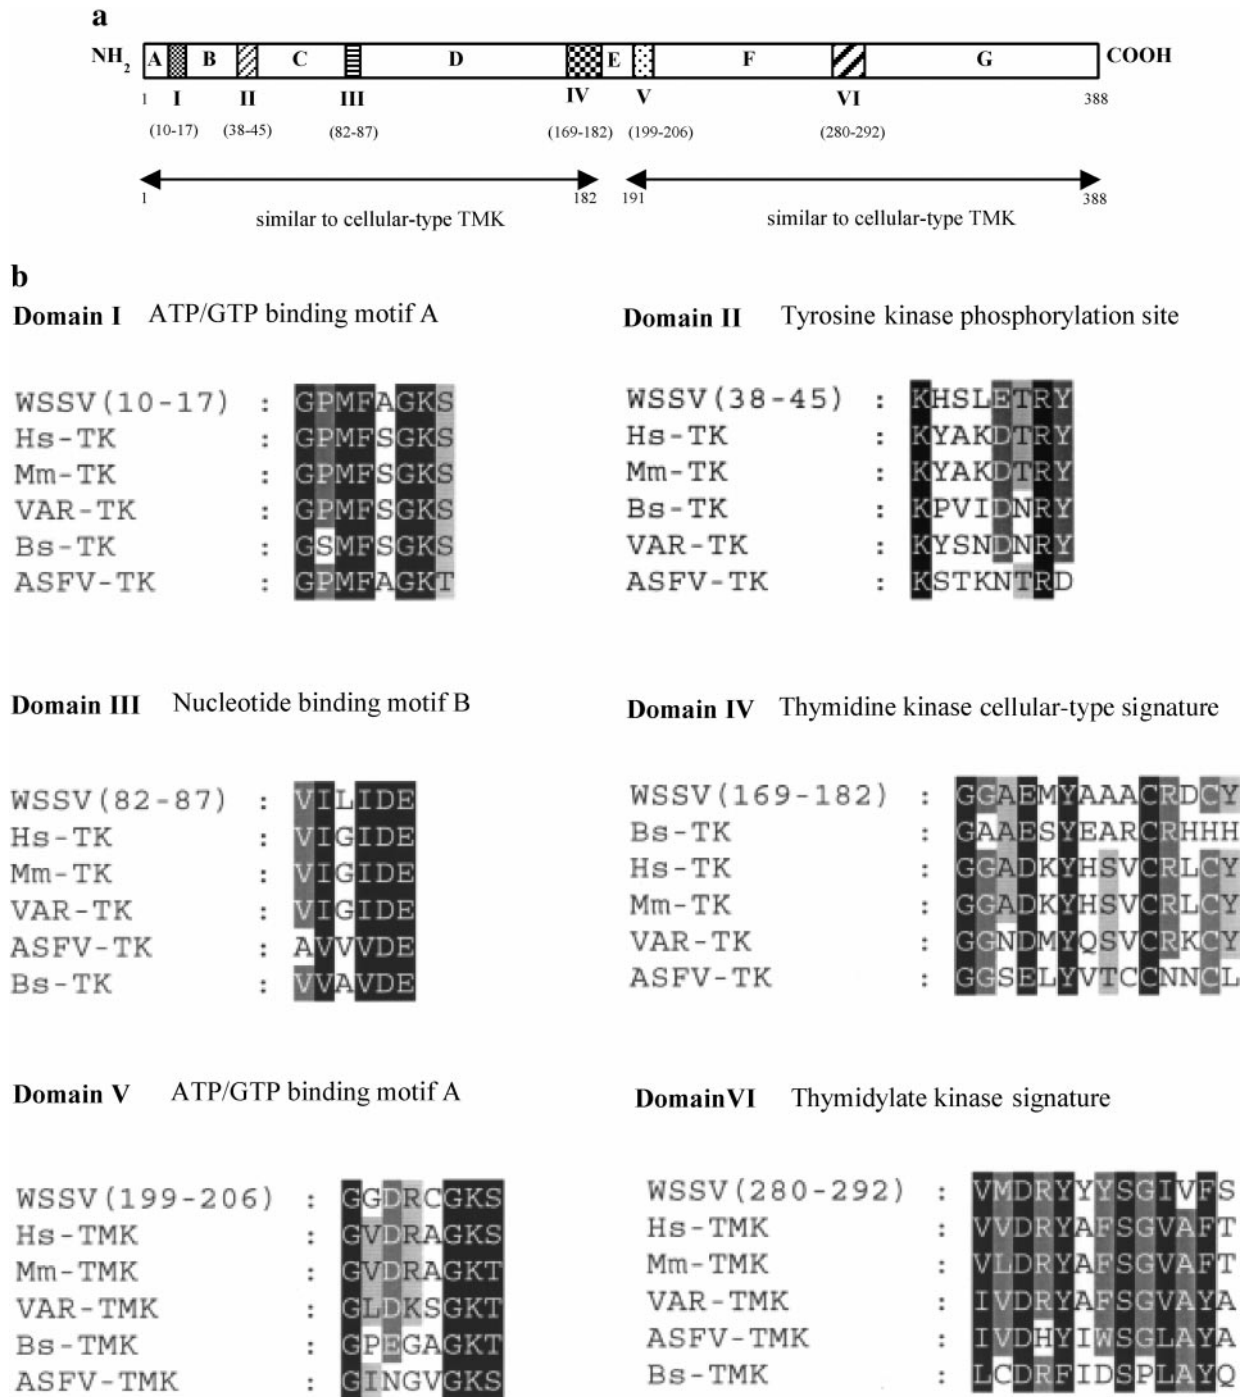 a
NH2 A B C D E F G COOH
1 I II III IV V VI 388
(10-17) (38-45) (82-87) (169-182) (199-206) (280-292)
1 182 191 388
similar to cellular-type TMK similar to cellular-type TMK
b
Domain I ATP/GTP binding motif A
WSSV(10-17) : GPMFAGKS
Hs-TK : GPMFSGKS
Mm-TK : GPMFSGKS
VAR-TK : GPMFSGKS
Bs-TK : GSMFSGKS
ASFV-TK : GPMFAGKT
Domain II Tyrosine kinase phosphorylation site
WSSV(38-45) : KHSLETRY
Hs-TK : KYAKDTRY
Mm-TK : KYAKDTRY
Bs-TK : KPVIDNRY
VAR-TK : KYSNDNRY
ASFV-TK : KSTKNTRD
Domain III Nucleotide binding motif B
WSSV(82-87) : VILIDE
Hs-TK : VIGIDE
Mm-TK : VIGIDE
VAR-TK : VIGIDE
ASFV-TK : AVVVDE
Bs-TK : VVAVDE
Domain IV Thymidine kinase cellular-type signature
WSSV(169-182) : GGAEMYAAACRDCY
Bs-TK : GAAESYEARCRHHH
Hs-TK : GGADKYHSVCRLCY
Mm-TK : GGADKYHSVCRLCY
VAR-TK : GGNDMYQSVCRKCY
ASFV-TK : GGSELYVTCCNNCL
Domain V ATP/GTP binding motif A
WSSV(199-206) : GGDRCGKS
Hs-TMK : GVDRAGKS
Mm-TMK : GVDRAGKT
VAR-TMK : GLDKSGKT
Bs-TMK : GPEGAGKT
ASFV-TMK : GINGVGKS
DomainVI Thymidylate kinase signature
WSSV(280-292) : VMDRYYYSGIVFS
Hs-TMK : VVDRYAFSGVAFT
Mm-TMK : VLDRYAFSGVAFT
VAR-TMK : IVDRYAFSGVAYA
ASFV-TMK : IVDHYIWSGLAYA
Bs-TMK : LCDRFIDSPLAYQ